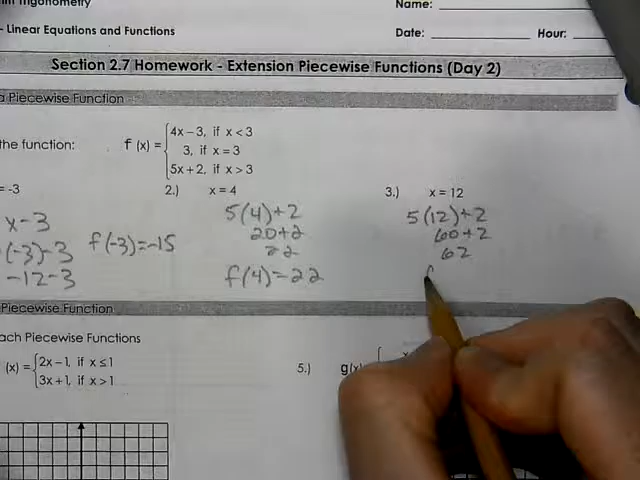 Trigonometry
Name:
- Linear Equations and Functions
Date: Hour:
Section 2.7 Homework - Extension Piecewise Functions (Day 2)
a Piecewise Function
the function:
f (x) = { 4x − 3, if x < 3
3, if x = 3
5x + 2, if x > 3
= -3
2.) x = 4
3.) x = 12
x-3
(-3)-3
-12-3
f(-3)=-15
5(4)+2
20+2
22
f(4)=22
5(12)+2
60+2
62
f
Piecewise Function
ach Piecewise Functions
(x) = { 2x − 1, if x ≤ 1
3x + 1, if x > 1
5.) g(x)